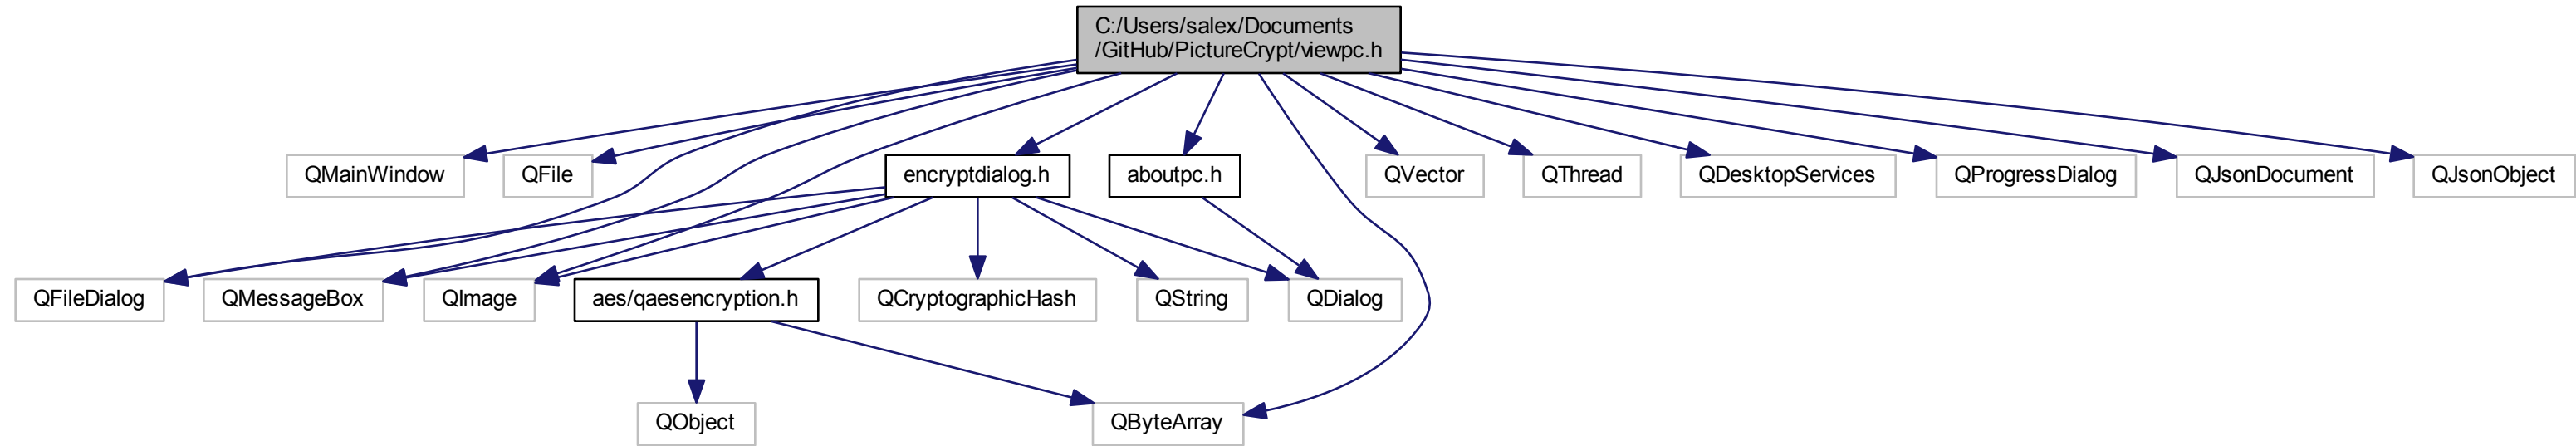 C:/Users/salex/Documents
/GitHub/PictureCrypt/viewpc.h
QMainWindow
QFile
encryptdialog.h
aboutpc.h
QVector
QThread
QDesktopServices
QProgressDialog
QJsonDocument
QJsonObject
QFileDialog
QMessageBox
QImage
aes/qaesencryption.h
QCryptographicHash
QString
QDialog
QObject
QByteArray